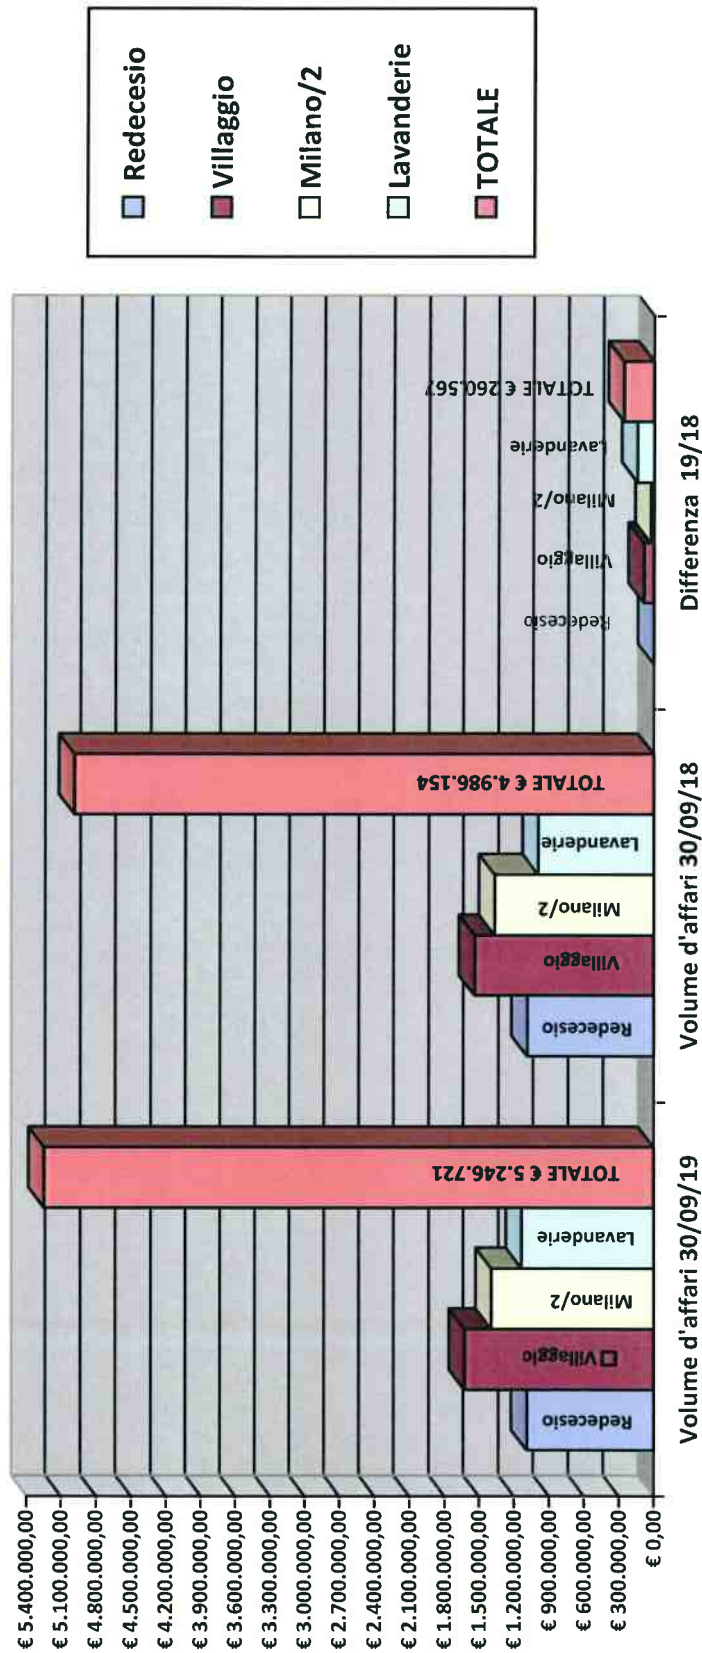 € 5.400.000,00
€ 5.100.000,00
€ 4.800.000,00
€ 4.500.000,00
€ 4.200.000,00
€ 3.900.000,00
€ 3.600.000,00
€ 3.300.000,00
€ 3.000.000,00
€ 2.700.000,00
€ 2.400.000,00
€ 2.100.000,00
€ 1.800.000,00
€ 1.500.000,00
€ 1.200.000,00
€ 900.000,00
€ 600.000,00
€ 300.000,00
€ 0,00
Redecesio
Villaggio
Milano/2
Lavanderie
TOTALE € 5.246.721
Redecesio
Villaggio
Milano/2
Lavanderie
TOTALE € 4.986.154
Redecesio
Villaggio
Milano/2
Lavanderie
TOTALE € 260.567
Volume d'affari 30/09/19
Volume d'affari 30/09/18
Differenza 19/18
Redecesio
Villaggio
Milano/2
Lavanderie
TOTALE